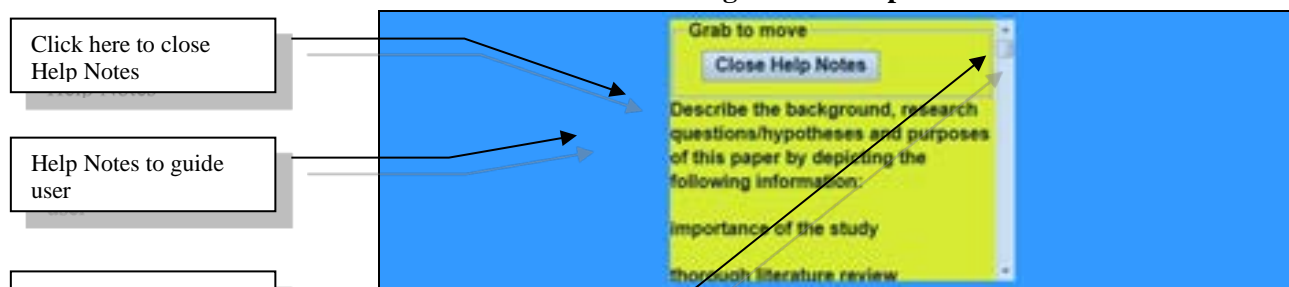 Click here to close
Help Notes
Help Notes to guide
user
Grab to move
Close Help Notes
Describe the background, research
questions/hypotheses and purposes
of this paper by depicting the
following information:
importance of the study
thorough literature review